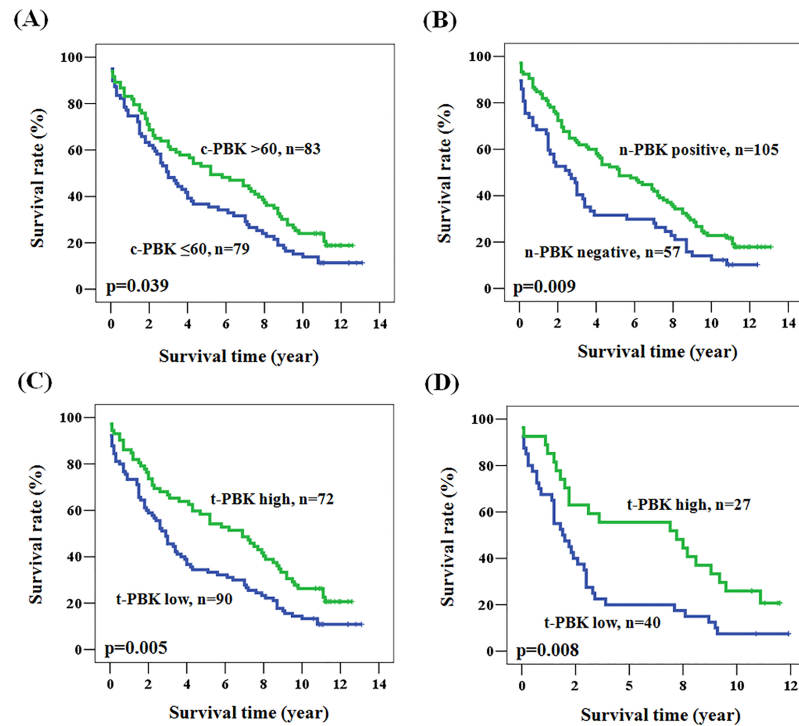 (A)
100
80
60
40
20
0
Survival rate (%)
c-PBK >60, n=83
c-PBK ≤60, n=79
p=0.039
0 2 4 6 8 10 12 14
Survival time (year)
(B)
100
80
60
40
20
0
Survival rate (%)
n-PBK positive, n=105
n-PBK negative, n=57
p=0.009
0 2 4 6 8 10 12 14
Survival time (year)
(C)
100
80
60
40
20
0
Survival rate (%)
t-PBK high, n=72
t-PBK low, n=90
p=0.005
0 2 4 6 8 10 12 14
Survival time (year)
(D)
100
80
60
40
20
0
Survival rate (%)
t-PBK high, n=27
t-PBK low, n=40
p=0.008
0 2 5 8 10 12
Survival time (year)